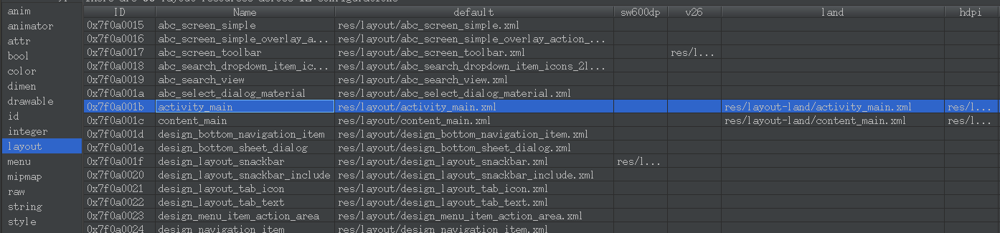 anim
animator
attr
bool
color
dimen
drawable
id
integer
layout
menu
mipmap
raw
string
style
ID Name default sw600dp v26 land hdpi
0x7f0a0015 abc_screen_simple res/layout/abc_screen_simple.xml
0x7f0a0016 abc_screen_simple_overlay_a... res/layout/abc_screen_simple_overlay_action_...
0x7f0a0017 abc_screen_toolbar res/layout/abc_screen_toolbar.xml res/l...
0x7f0a0018 abc_search_dropdown_item_ic... res/layout/abc_search_dropdown_item_icons_2l...
0x7f0a0019 abc_search_view res/layout/abc_search_view.xml
0x7f0a001a abc_select_dialog_material res/layout/abc_select_dialog_material.xml
0x7f0a001b activity_main res/layout/activity_main.xml res/layout-land/activity_main.xml res/l...
0x7f0a001c content_main res/layout/content_main.xml res/layout-land/content_main.xml res/l...
0x7f0a001d design_bottom_navigation_item res/layout/design_bottom_navigation_item.xml
0x7f0a001e design_bottom_sheet_dialog res/layout/design_bottom_sheet_dialog.xml
0x7f0a001f design_layout_snackbar res/layout/design_layout_snackbar.xml res/l...
0x7f0a0020 design_layout_snackbar_include res/layout/design_layout_snackbar_include.xml
0x7f0a0021 design_layout_tab_icon res/layout/design_layout_tab_icon.xml
0x7f0a0022 design_layout_tab_text res/layout/design_layout_tab_text.xml
0x7f0a0023 design_menu_item_action_area res/layout/design_menu_item_action_area.xml
0x7f0a0024 design_navigation_item res/layout/design_navigation_item.xml